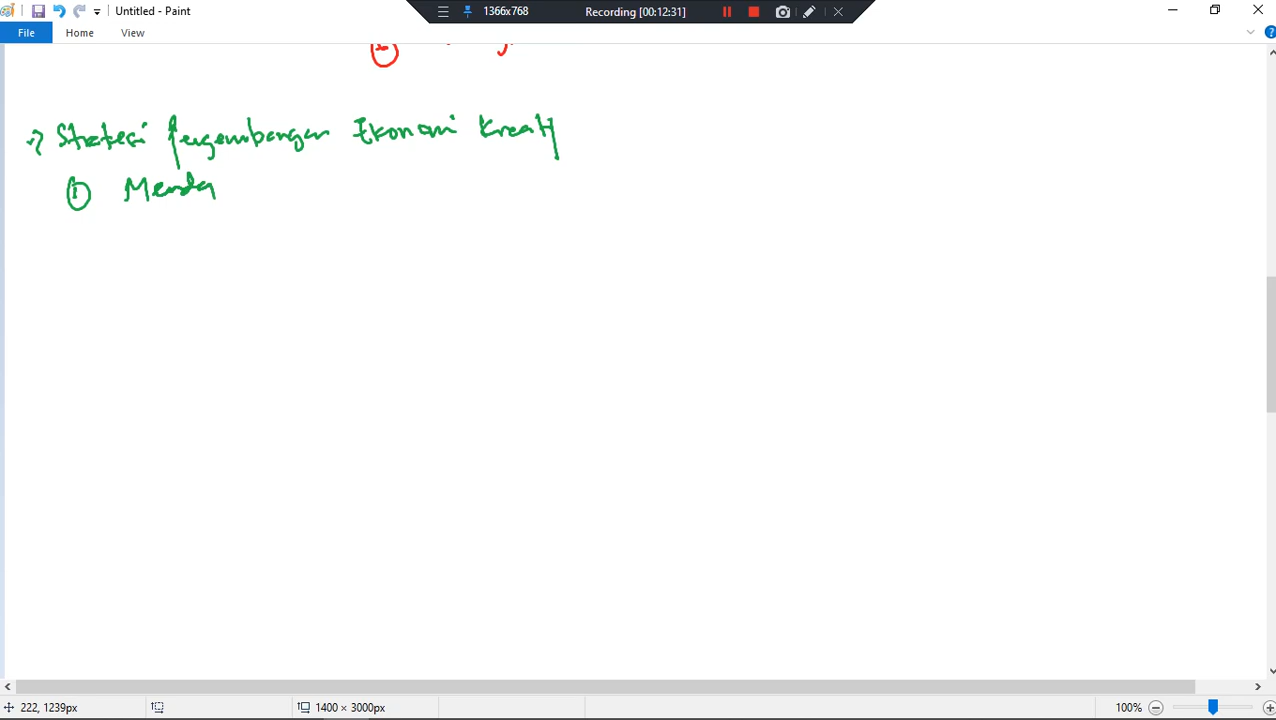 Untitled - Paint
1366x768
Recording [00:12:31]
File Home View
→ Strategi Pengembangan Ekonomi Kreatif
① Menda
222, 1239px
1400 × 3000px
100%